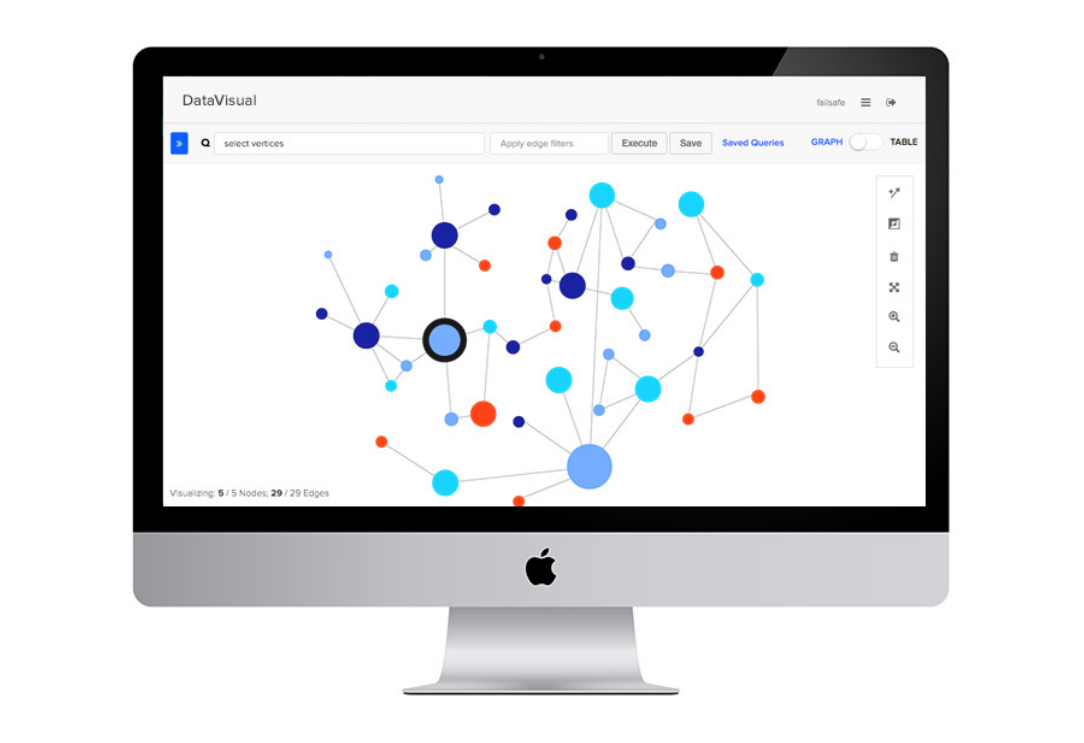 DataVisual
failsafe
select vertices
Apply edge filters
Execute
Save
Saved Queries
GRAPH
TABLE
Visualizing: 5 / 5 Nodes; 29 / 29 Edges